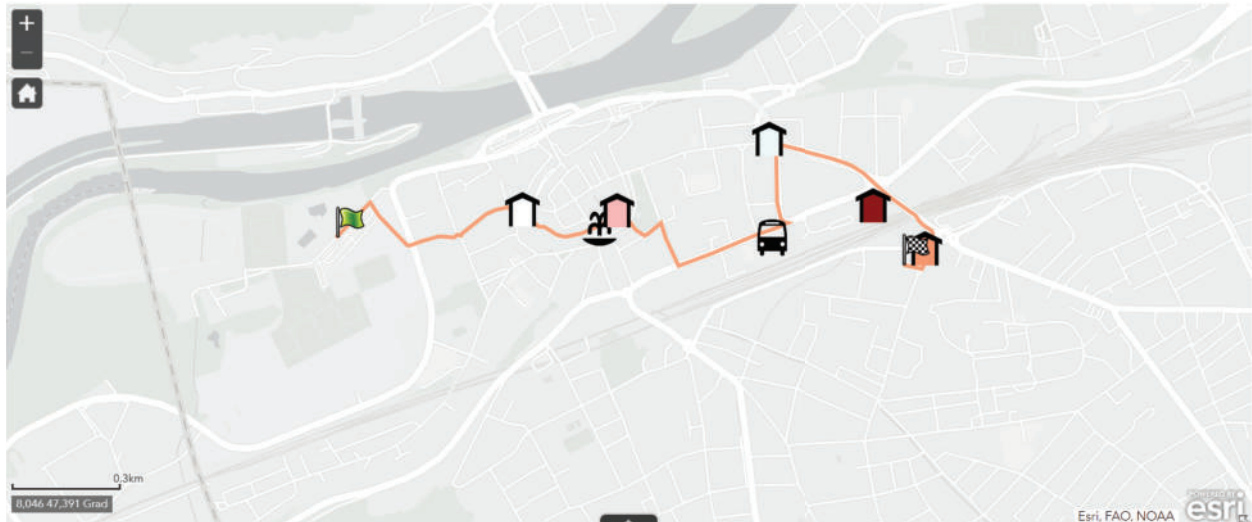 +
−
0.3km
8,046 47,391 Grad
Esri, FAO, NOAA
POWERED BY
esri